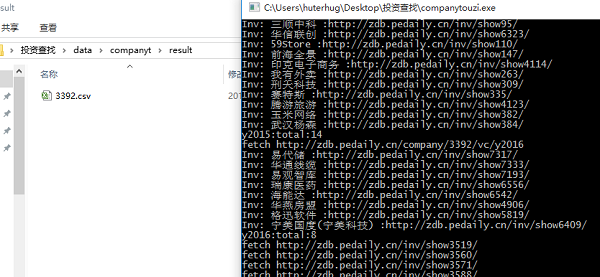 sult
共享
查看
投资查找 > data > companyt > result
名称
修改
3392.csv
201
C:\Users\huterhug\Desktop\投资查找\companytouzi.exe
Inv: 三顺中科 :http://zdb.pedaily.cn/inv/show95/
Inv: 华信联创 :http://zdb.pedaily.cn/inv/show6323/
Inv: 59Store :http://zdb.pedaily.cn/inv/show110/
Inv: 前海全景 :http://zdb.pedaily.cn/inv/show147/
Inv: 印克电子商务 :http://zdb.pedaily.cn/inv/show4114/
Inv: 我有外卖 :http://zdb.pedaily.cn/inv/show263/
Inv: 刑天科技 :http://zdb.pedaily.cn/inv/show309/
Inv: 赛特斯 :http://zdb.pedaily.cn/inv/show335/
Inv: 腾游旅游 :http://zdb.pedaily.cn/inv/show4123/
Inv: 玉米网络 :http://zdb.pedaily.cn/inv/show382/
Inv: 武汉杨森 :http://zdb.pedaily.cn/inv/show384/
y2015:total:14
fetch http://zdb.pedaily.cn/company/3392/vc/y2016
Inv: 易代储 :http://zdb.pedaily.cn/inv/show7317/
Inv: 华通线缆 :http://zdb.pedaily.cn/inv/show7333/
Inv: 易观智库 :http://zdb.pedaily.cn/inv/show7193/
Inv: 瑞康医药 :http://zdb.pedaily.cn/inv/show6556/
Inv: 海能达 :http://zdb.pedaily.cn/inv/show6542/
Inv: 华燕房盟 :http://zdb.pedaily.cn/inv/show4906/
Inv: 格迅软件 :http://zdb.pedaily.cn/inv/show5819/
Inv: 宁美国度(宁美科技) :http://zdb.pedaily.cn/inv/show6409/
y2016:total:8
fetch http://zdb.pedaily.cn/inv/show3519/
fetch http://zdb.pedaily.cn/inv/show3560/
fetch http://zdb.pedaily.cn/inv/show3571/
fetch http://zdb.pedaily.cn/inv/show3588/